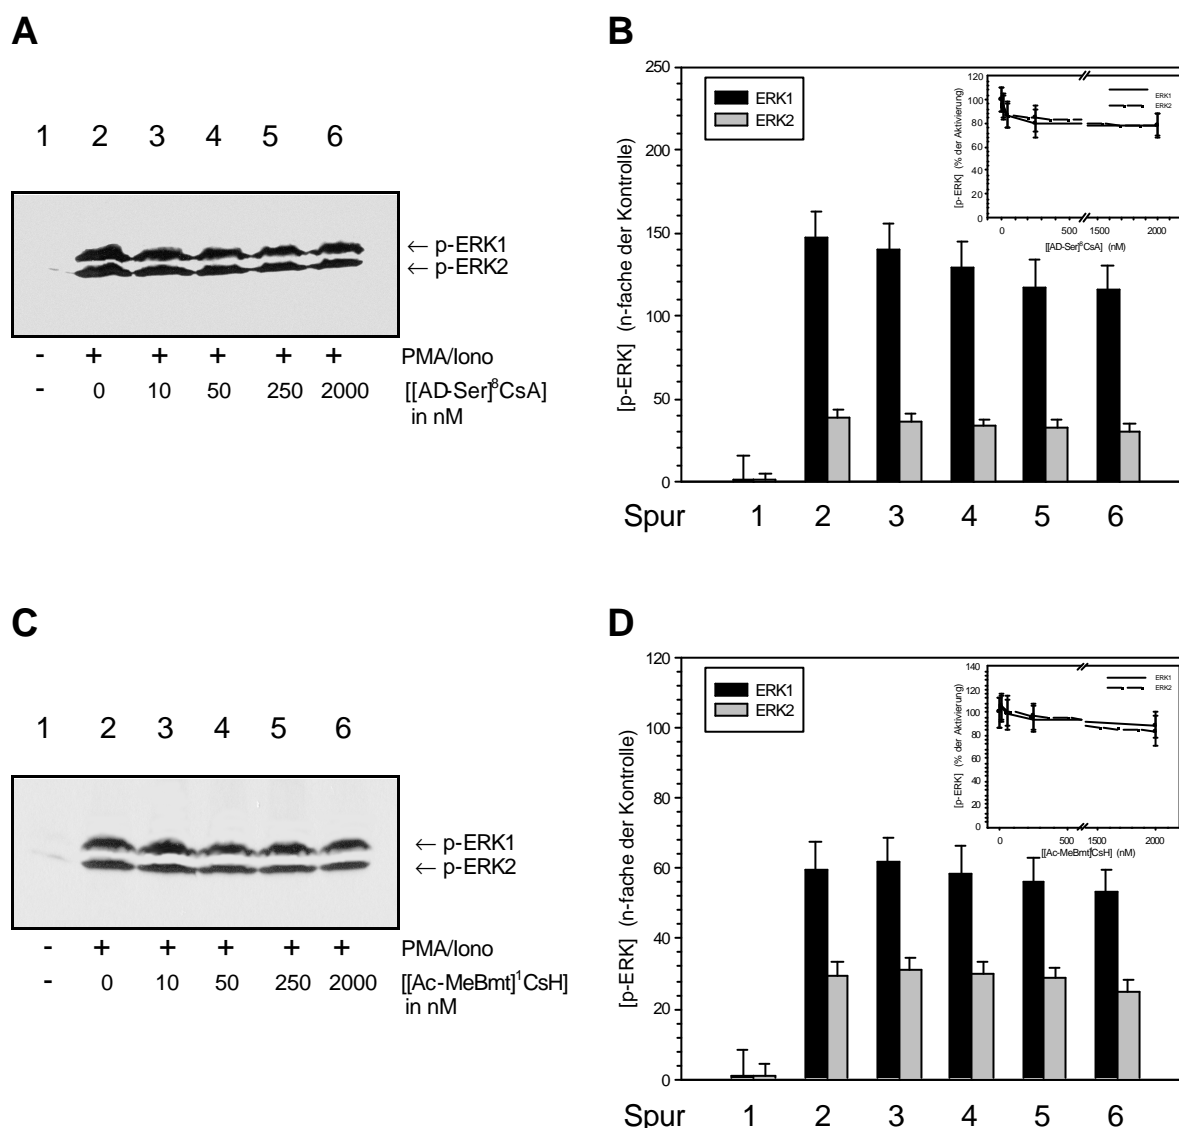 A
1 2 3 4 5 6
← p-ERK1
← p-ERK2
- + + + + + PMA/Iono
- 0 10 50 250 2000 [[AD-Ser]⁸CsA]
in nM
B
[p-ERK] (n-fache der Kontrolle)
250
200
150
100
50
0
ERK1
ERK2
Spur 1 2 3 4 5 6
[p-ERK] (% der Aktivierung)
120
100
80
60
40
20
0
ERK1
ERK2
0 500 1500 2000
[[AD-Ser]⁸CsA] (nM)
C
1 2 3 4 5 6
← p-ERK1
← p-ERK2
- + + + + + PMA/Iono
- 0 10 50 250 2000 [[Ac-MeBmt]¹CsH]
in nM
D
[p-ERK] (n-fache der Kontrolle)
120
100
80
60
40
20
0
ERK1
ERK2
Spur 1 2 3 4 5 6
[p-ERK] (% der Aktivierung)
140
120
100
80
60
40
20
0
ERK1
ERK2
0 500 1500 2000
[[Ac-MeBmt]¹CsH] (nM)